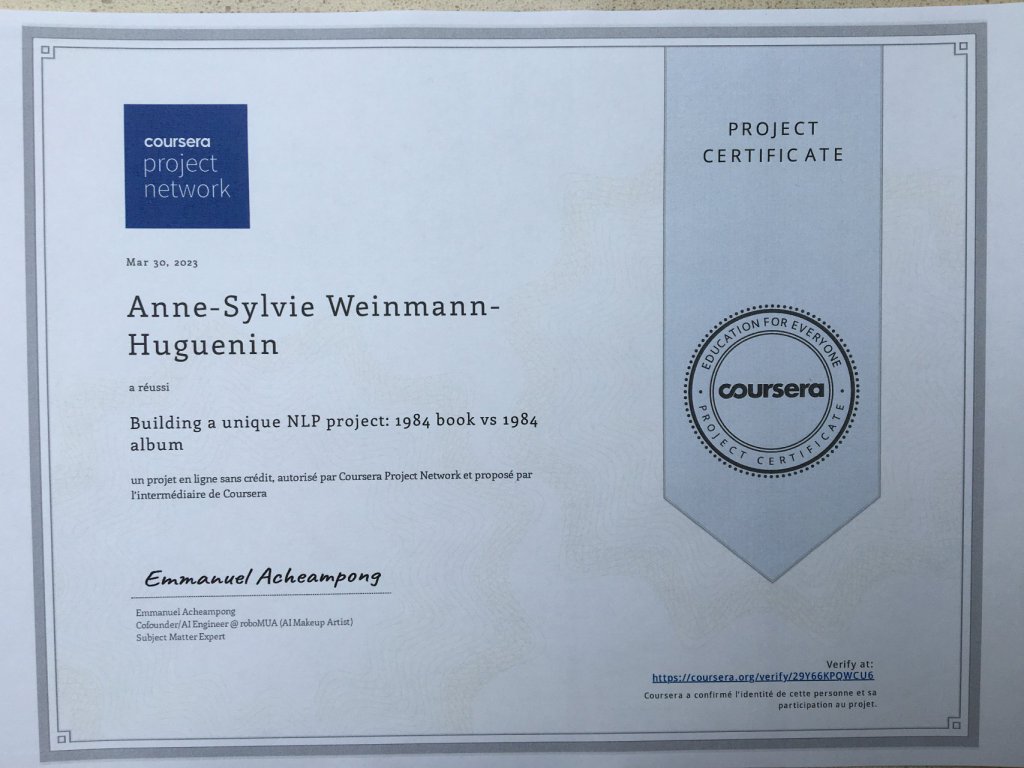 coursera
project
network
Mar 30, 2023
Anne-Sylvie Weinmann-
Huguenin
a réussi
Building a unique NLP project: 1984 book vs 1984
album
un projet en ligne sans crédit, autorisé par Coursera Project Network et proposé par
l'intermédiaire de Coursera
Emmanuel Acheampong
Emmanuel Acheampong
Cofounder/AI Engineer @ roboMUA (AI Makeup Artist)
Subject Matter Expert
PROJECT
CERTIFICATE
EDUCATION FOR EVERYONE
coursera
PROJECT CERTIFICATE
Verify at:
https://coursera.org/verify/29Y66KPQWCU6
Coursera a confirmé l'identité de cette personne et sa
participation au projet.